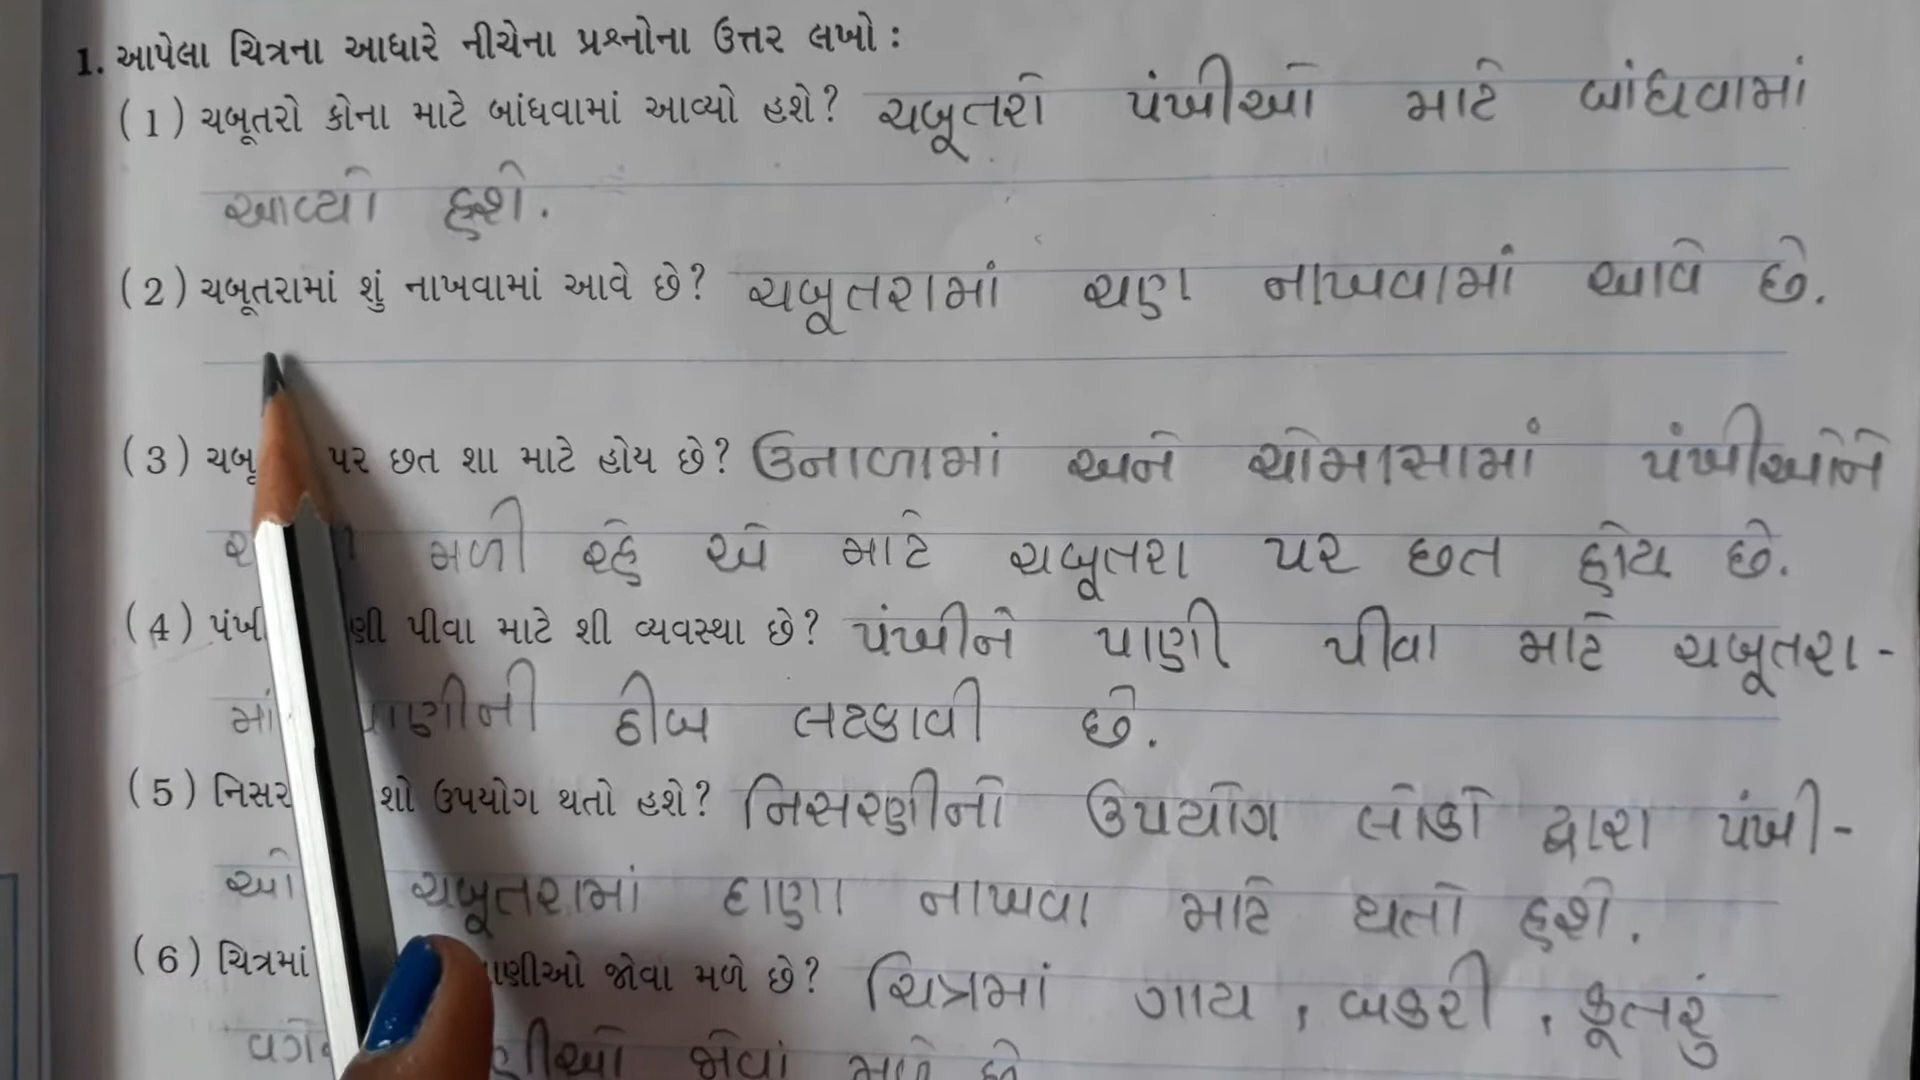 1. આપેલા ચિત્રના આધારે નીચેના પ્રશ્નોના ઉત્તર લખો :
(1) ચબૂતરો કોના માટે બાંધવામાં આવ્યો હશે? ચબૂતરો પંખીઓ માટે બાંધવામાં
આવ્યો હશે.
(2) ચબૂતરામાં શું નાખવામાં આવે છે? ચબૂતરામાં ચણ નાખવામાં આવે છે.
(3) પર છત શા માટે હોય છે? ઉનાળામાં અને ચોમાસામાં પંખીઓને
મળી રહે એ માટે ચબૂતરા પર છત હોય છે.
(4) પીવા માટે શી વ્યવસ્થા છે? પંખીને પાણી પીવા માટે ચબૂતરા-
માં પાણીની ઠીબ લટકાવી છે.
(5) શો ઉપયોગ થતો હશે? નિસરણીનો ઉપયોગ લોકો દ્વારા પંખી-
ચબૂતરામાં દાણા નાખવા માટે થતો હશે.
(6) ચિત્રમાં જોવા મળે છે? ચિત્રમાં ગાય, બકરી, કૂતરું
જોવાં મળે છે